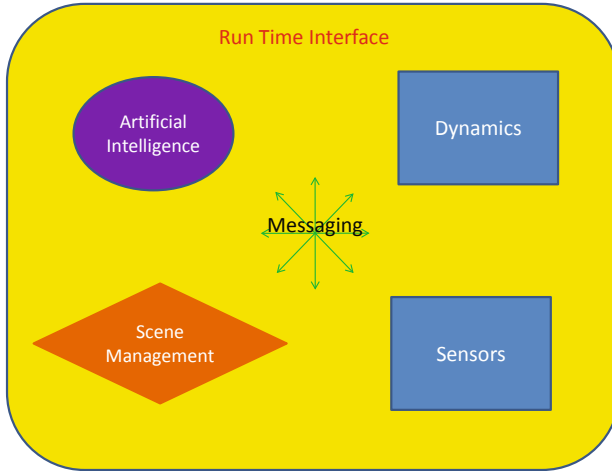 Run Time Interface
Artificial
Intelligence
Dynamics
Messaging
Scene
Management
Sensors